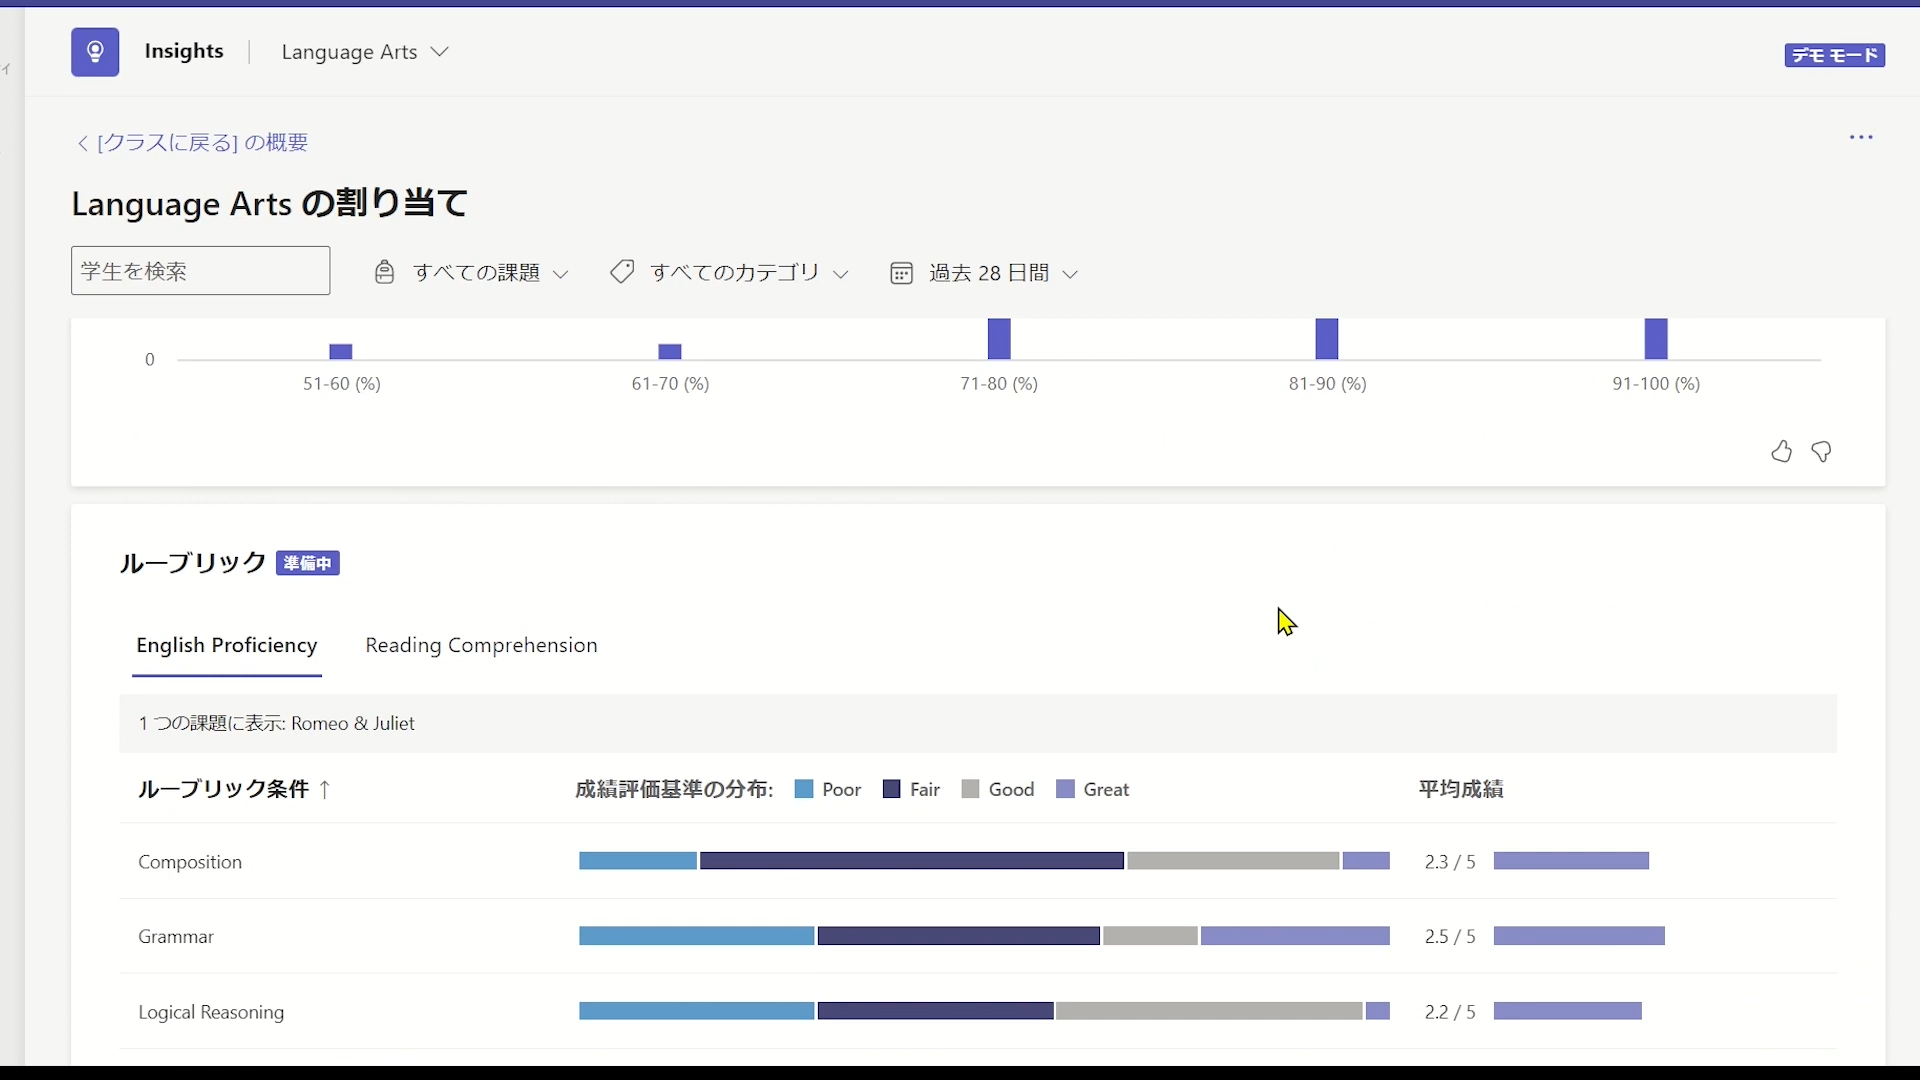 Insights
Language Arts
デモ モード
[クラスに戻る] の概要
Language Arts の割り当て
学生を検索
すべての課題
すべてのカテゴリ
過去 28 日間
0
51-60 (%)
61-70 (%)
71-80 (%)
81-90 (%)
91-100 (%)
ルーブリック 準備中
English Proficiency
Reading Comprehension
1 つの課題に表示: Romeo & Juliet
ルーブリック条件 ↑
成績評価基準の分布: Poor Fair Good Great
平均成績
Composition
2.3 / 5
Grammar
2.5 / 5
Logical Reasoning
2.2 / 5